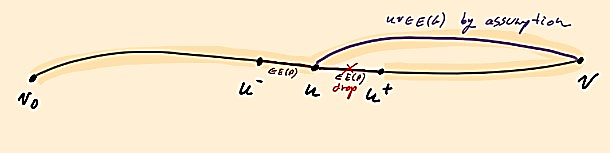 uv∈E(G) by assumption
∈E(P) ∈E(P)
drop
v₀ u⁻ u u⁺ v